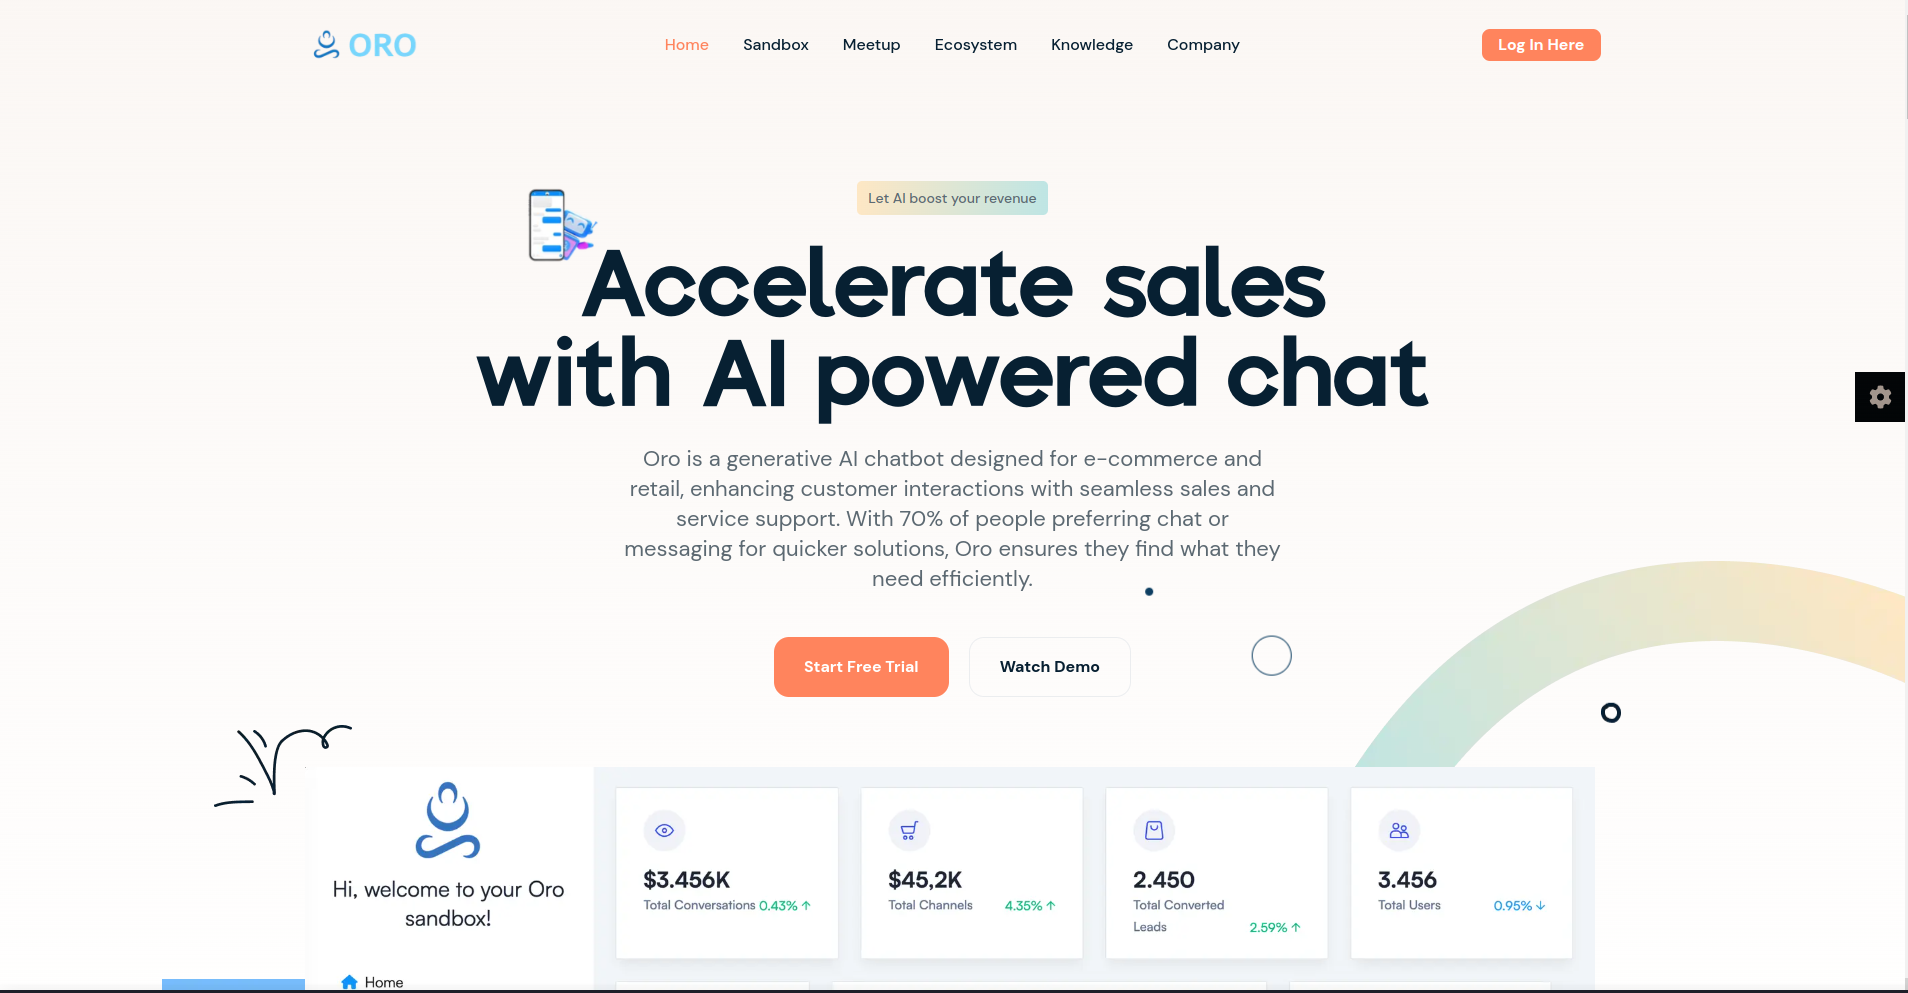 ORO
Home Sandbox Meetup Ecosystem Knowledge Company
Log In Here
Let AI boost your revenue
Accelerate sales
with AI powered chat
Oro is a generative AI chatbot designed for e-commerce and
retail, enhancing customer interactions with seamless sales and
service support. With 70% of people preferring chat or
messaging for quicker solutions, Oro ensures they find what they
need efficiently.
Start Free Trial
Watch Demo
Hi, welcome to your Oro
sandbox!
Home
$3.456K
Total Conversations 0.43%
$45,2K
Total Channels 4.35%
2.450
Total Converted
Leads 2.59%
3.456
Total Users 0.95%